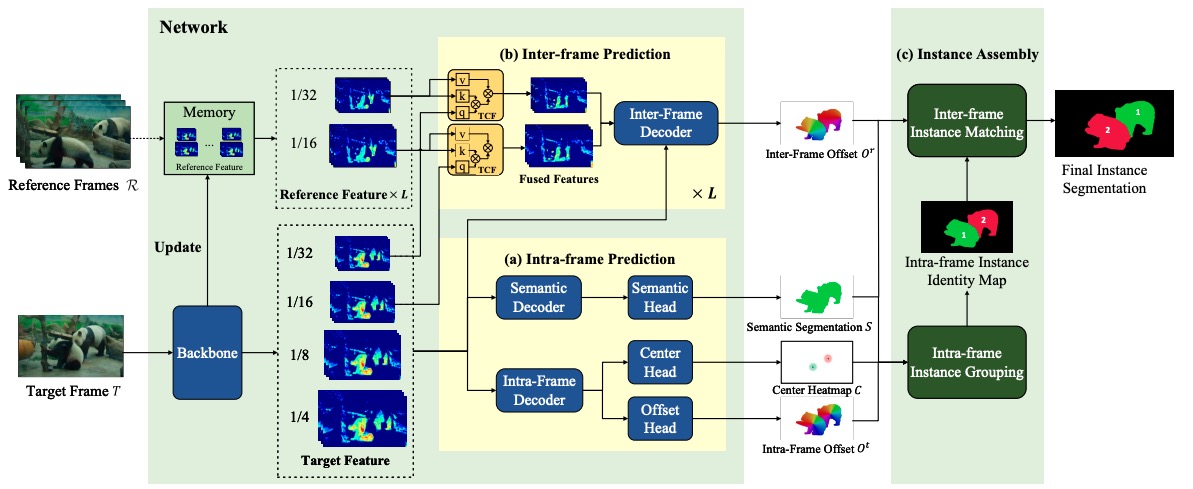 Network
(b) Inter-frame Prediction
(c) Instance Assembly
Reference Frames R
Memory
...
Reference Feature
1/32
1/16
Reference Feature × L
v
k
q
TCF
v
k
q
TCF
Fused Features
Inter-Frame
Decoder
× L
Inter-Frame Offset Oʳ
Inter-frame
Instance Matching
2
1
Final Instance
Segmentation
Update
Target Frame T
Backbone
1/32
1/16
1/8
1/4
Target Feature
(a) Intra-frame Prediction
Semantic
Decoder
Semantic
Head
Intra-Frame
Decoder
Center
Head
Offset
Head
Semantic Segmentation S
Center Heatmap C
Intra-Frame Offset Oᵗ
1
2
Intra-frame Instance
Identity Map
Intra-frame
Instance Grouping